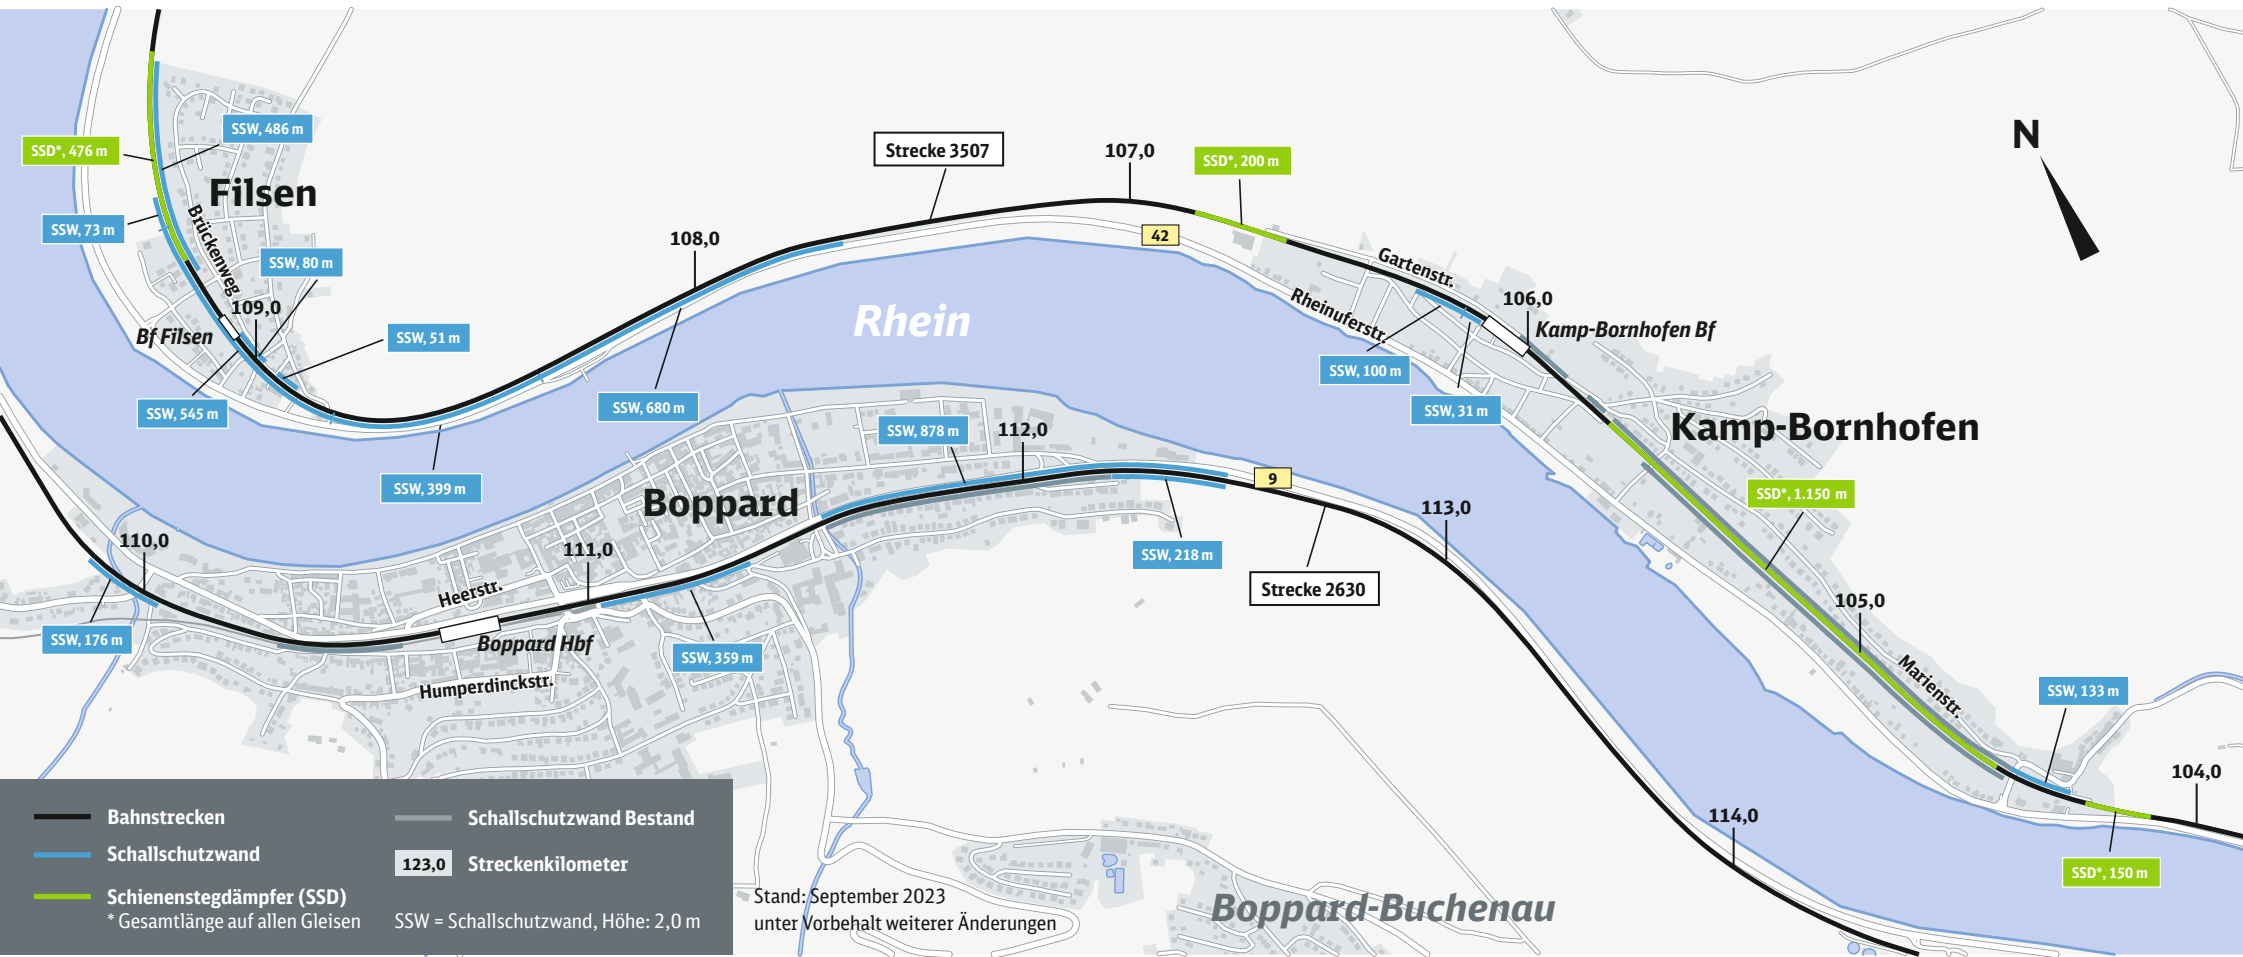 N
107,0
Strecke 3507
SSD*, 200 m
SSW, 486 m
SSD*, 476 m
Filsen
Brückenweg
SSW, 73 m
SSW, 80 m
42
108,0
Gartenstr.
Rheinuferstr.
106,0
Kamp-Bornhofen Bf
109,0
Bf Filsen
SSW, 51 m
Rhein
SSW, 100 m
SSW, 545 m
SSW, 680 m
SSW, 31 m
Kamp-Bornhofen
SSW, 878 m
112,0
SSW, 399 m
Boppard
9
SSD*, 1.150 m
113,0
110,0
111,0
SSW, 218 m
Strecke 2630
Heerstr.
105,0
SSW, 176 m
Boppard Hbf
SSW, 359 m
Humperdinckstr.
Marienstr.
SSW, 133 m
104,0
114,0
SSD*, 150 m
Boppard-Buchenau
Bahnstrecken
Schallschutzwand
Schienenstegdämpfer (SSD)
* Gesamtlänge auf allen Gleisen
Schallschutzwand Bestand
123,0 Streckenkilometer
SSW = Schallschutzwand, Höhe: 2,0 m
Stand: September 2023
unter Vorbehalt weiterer Änderungen